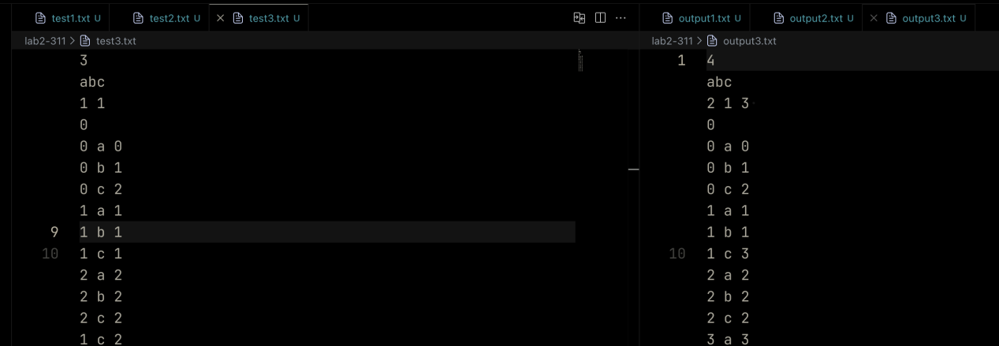 test1.txt U test2.txt U test3.txt U
lab2-311 > test3.txt
3
abc
1 1
0
0 a 0
0 b 1
0 c 2
1 a 1
9 1 b 1
10 1 c 1
2 a 2
2 b 2
2 c 2
1 c 2
output1.txt U output2.txt U output3.txt U
lab2-311 > output3.txt
1 4
abc
2 1 3
0
0 a 0
0 b 1
0 c 2
1 a 1
1 b 1
10 1 c 3
2 a 2
2 b 2
2 c 2
3 a 3